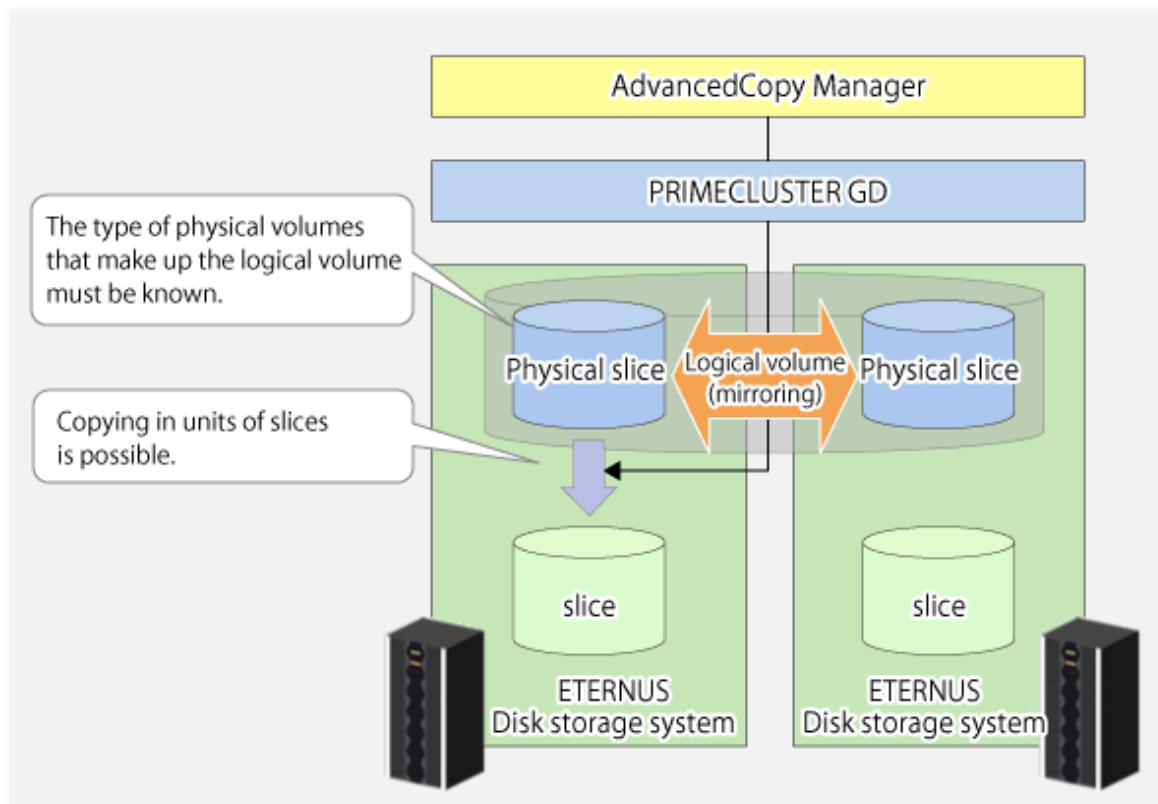 AdvancedCopy Manager
PRIMECLUSTER GD
The type of physical volumes
that make up the logical volume
must be known.
Physical slice
Logical volume
(mirroring)
Physical slice
Copying in units of slices
is possible.
slice
slice
ETERNUS
Disk storage system
ETERNUS
Disk storage system